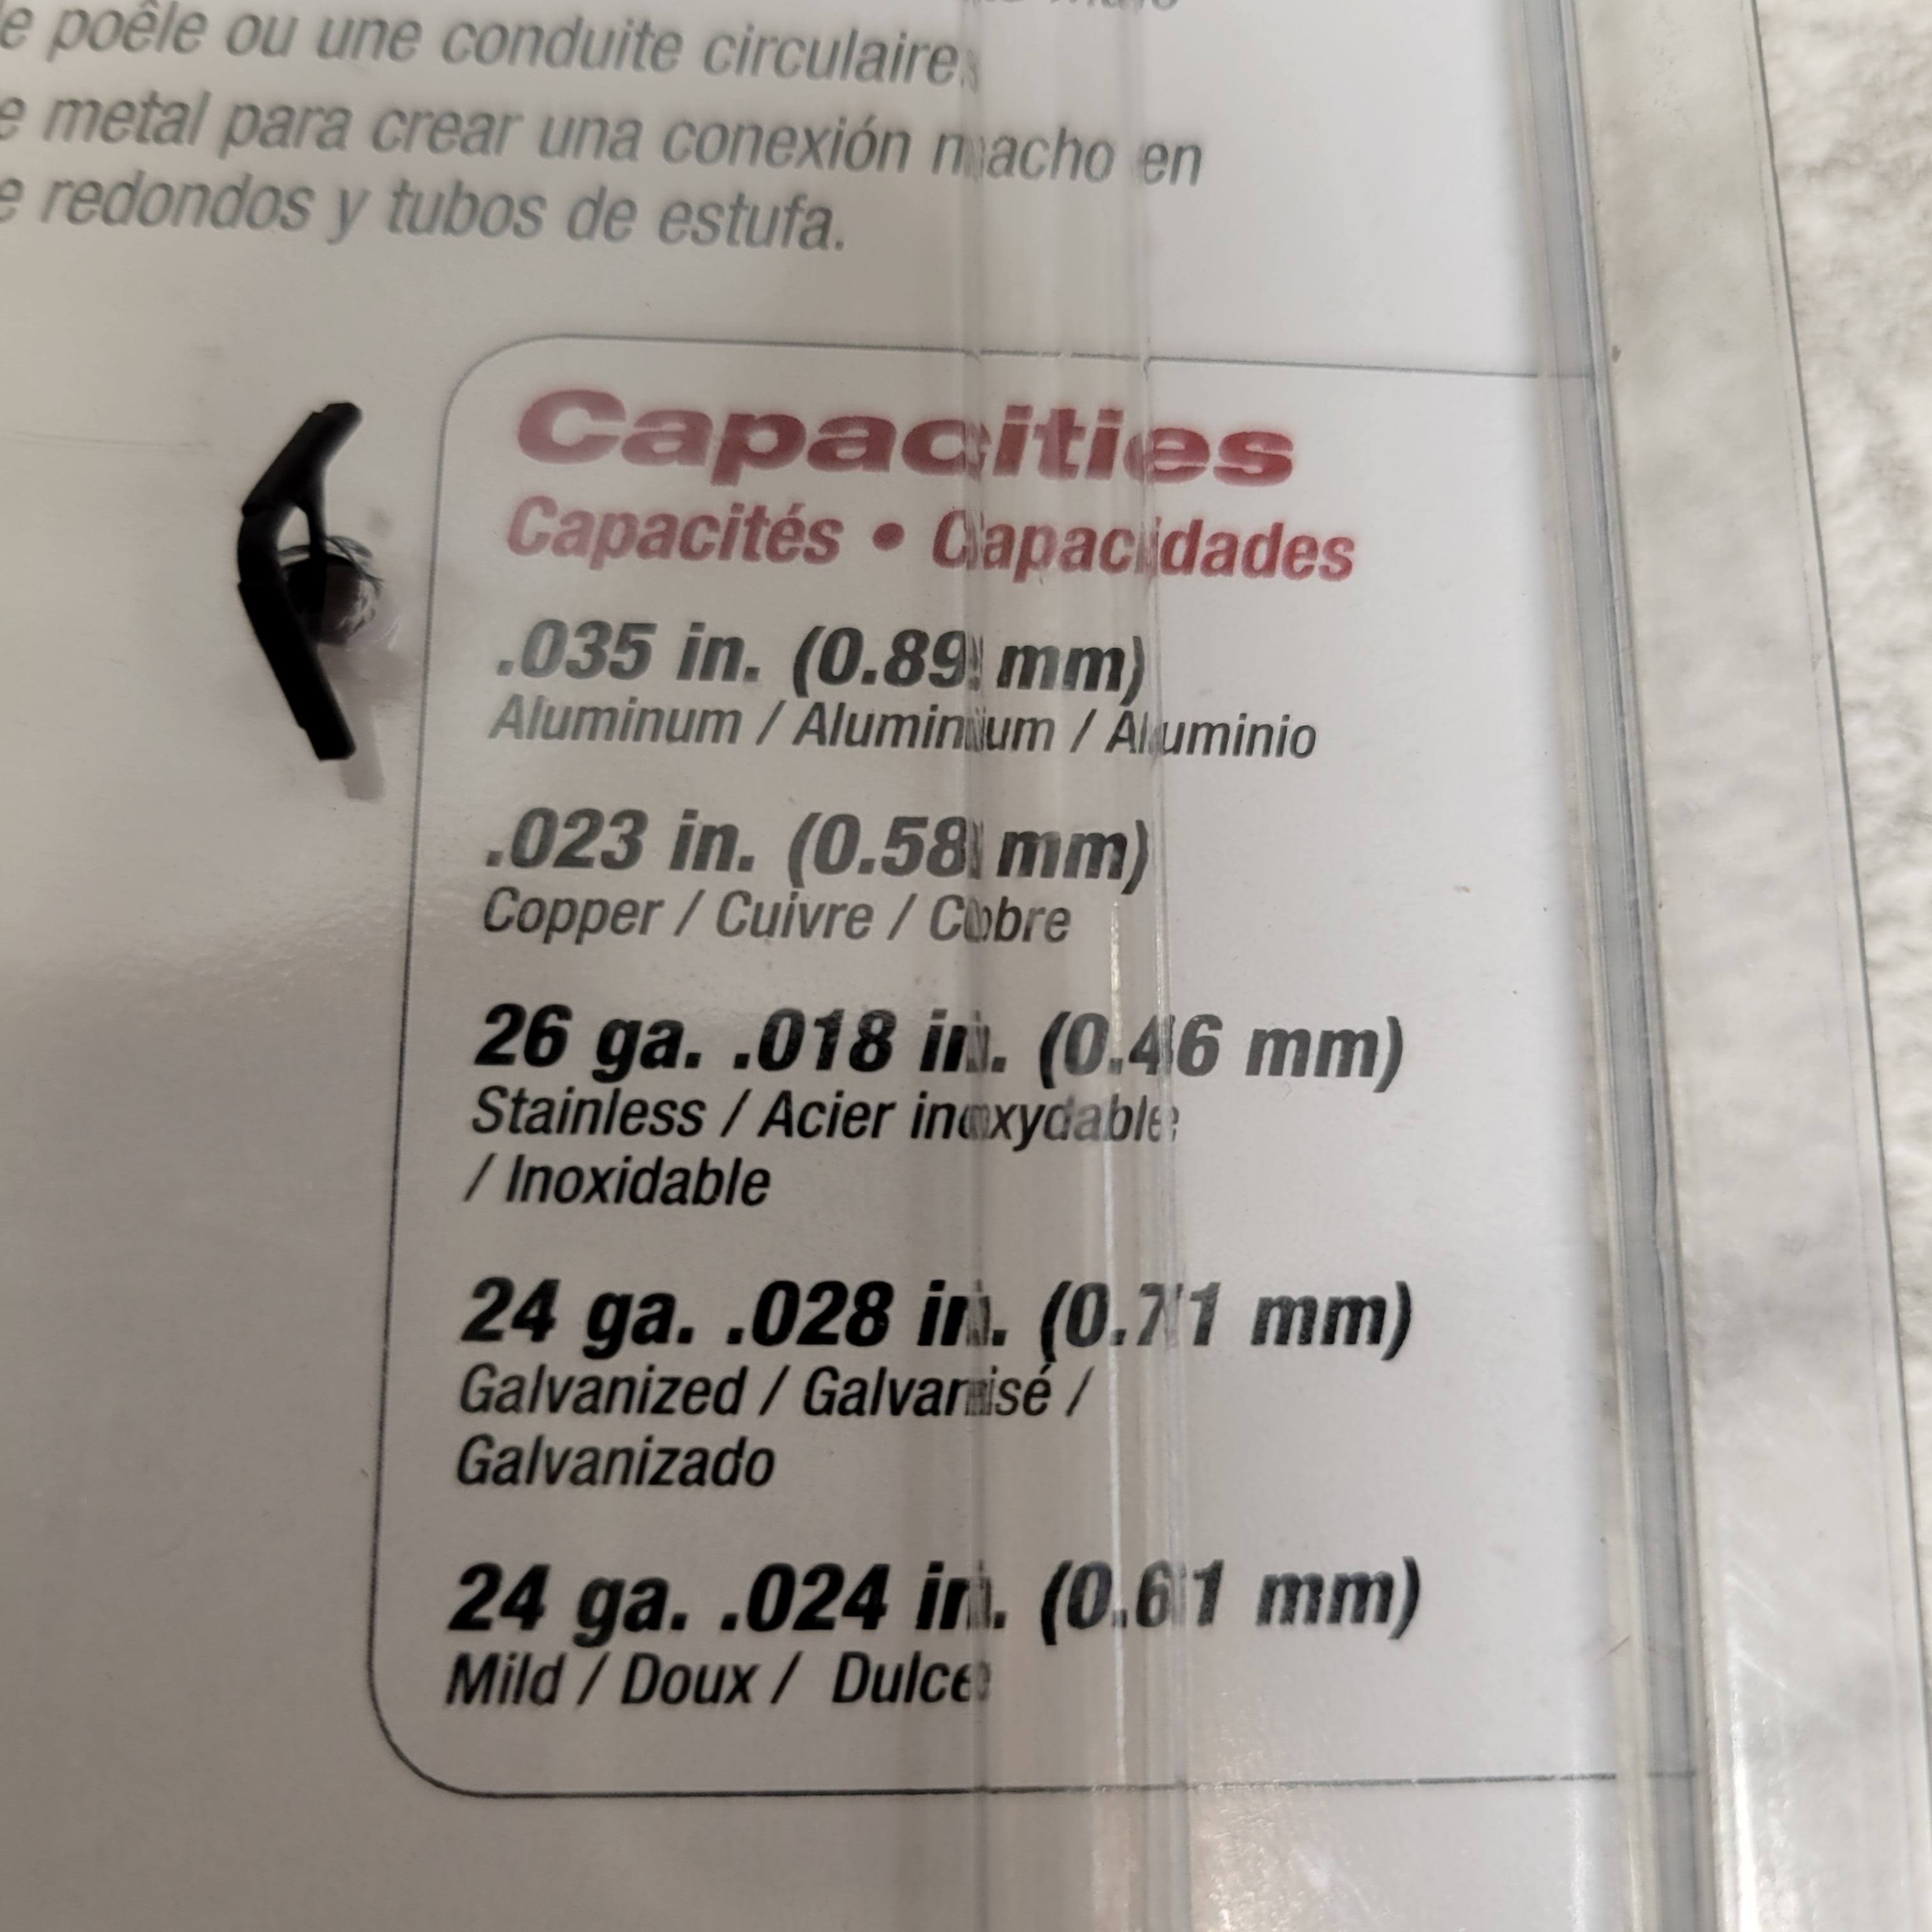 e poêle ou une conduite circulaire.
e metal para crear una conexión macho en
e redondos y tubos de estufa.
Capacities
Capacités • Capacidades
.035 in. (0.89 mm)
Aluminum / Aluminium / Aluminio
.023 in. (0.58 mm)
Copper / Cuivre / Cobre
26 ga. .018 in. (0.46 mm)
Stainless / Acier inoxydable
/ Inoxidable
24 ga. .028 in. (0.71 mm)
Galvanized / Galvanisé /
Galvanizado
24 ga. .024 in. (0.61 mm)
Mild / Doux / Dulce